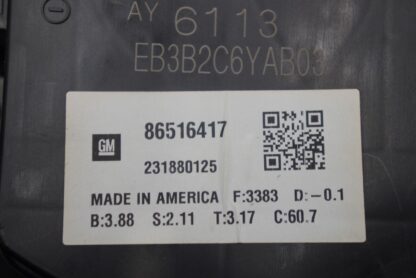 AY 6113
EB3B2C6YAB03
GM 86516417
231880125
MADE IN AMERICA F:3383 D:-0.1
B:3.88 S:2.11 T:3.17 C:60.7